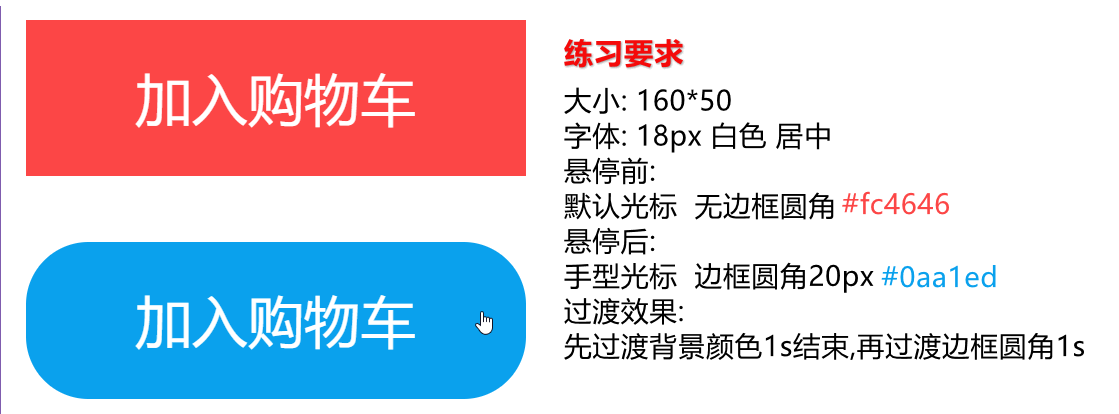 加入购物车
加入购物车
练习要求
大小: 160*50
字体: 18px 白色 居中
悬停前:
默认光标 无边框圆角 #fc4646
悬停后:
手型光标 边框圆角20px #0aa1ed
过渡效果:
先过渡背景颜色1s结束,再过渡边框圆角1s